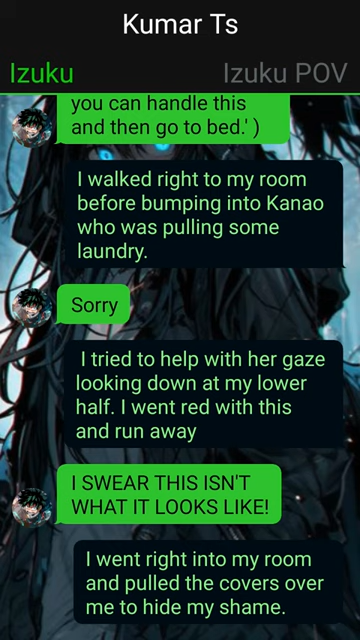 Kumar Ts
Izuku
Izuku POV
you can handle this
and then go to bed.' )
I walked right to my room
before bumping into Kanao
who was pulling some
laundry.
Sorry
I tried to help with her gaze
looking down at my lower
half. I went red with this
and run away
I SWEAR THIS ISN'T
WHAT IT LOOKS LIKE!
I went right into my room
and pulled the covers over
me to hide my shame.